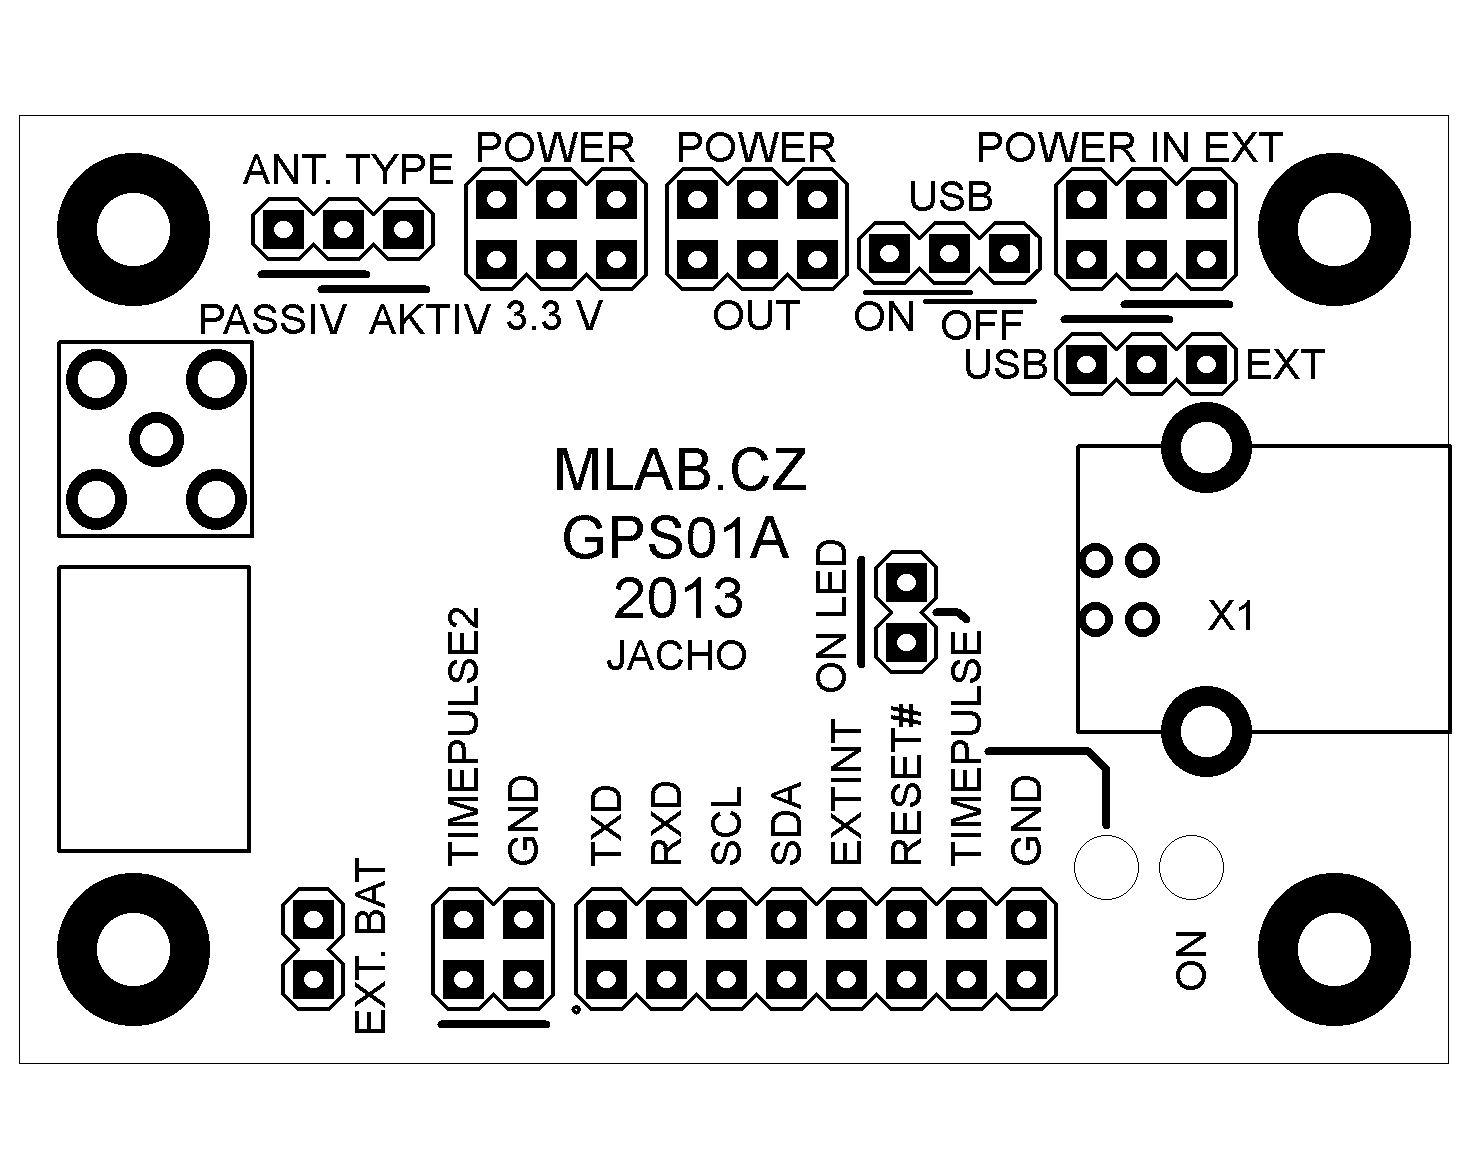 POWER
POWER
POWER IN EXT
ANT. TYPE
USB
PASSIV
AKTIV
3.3 V
OUT
ON
OFF
USB
EXT
MLAB.CZ
GPS01A
2013
JACHO
ON LED
X1
TIMEPULSE2
GND
TXD
RXD
SCL
SDA
EXTINT
RESET#
TIMEPULSE
GND
EXT. BAT
ON